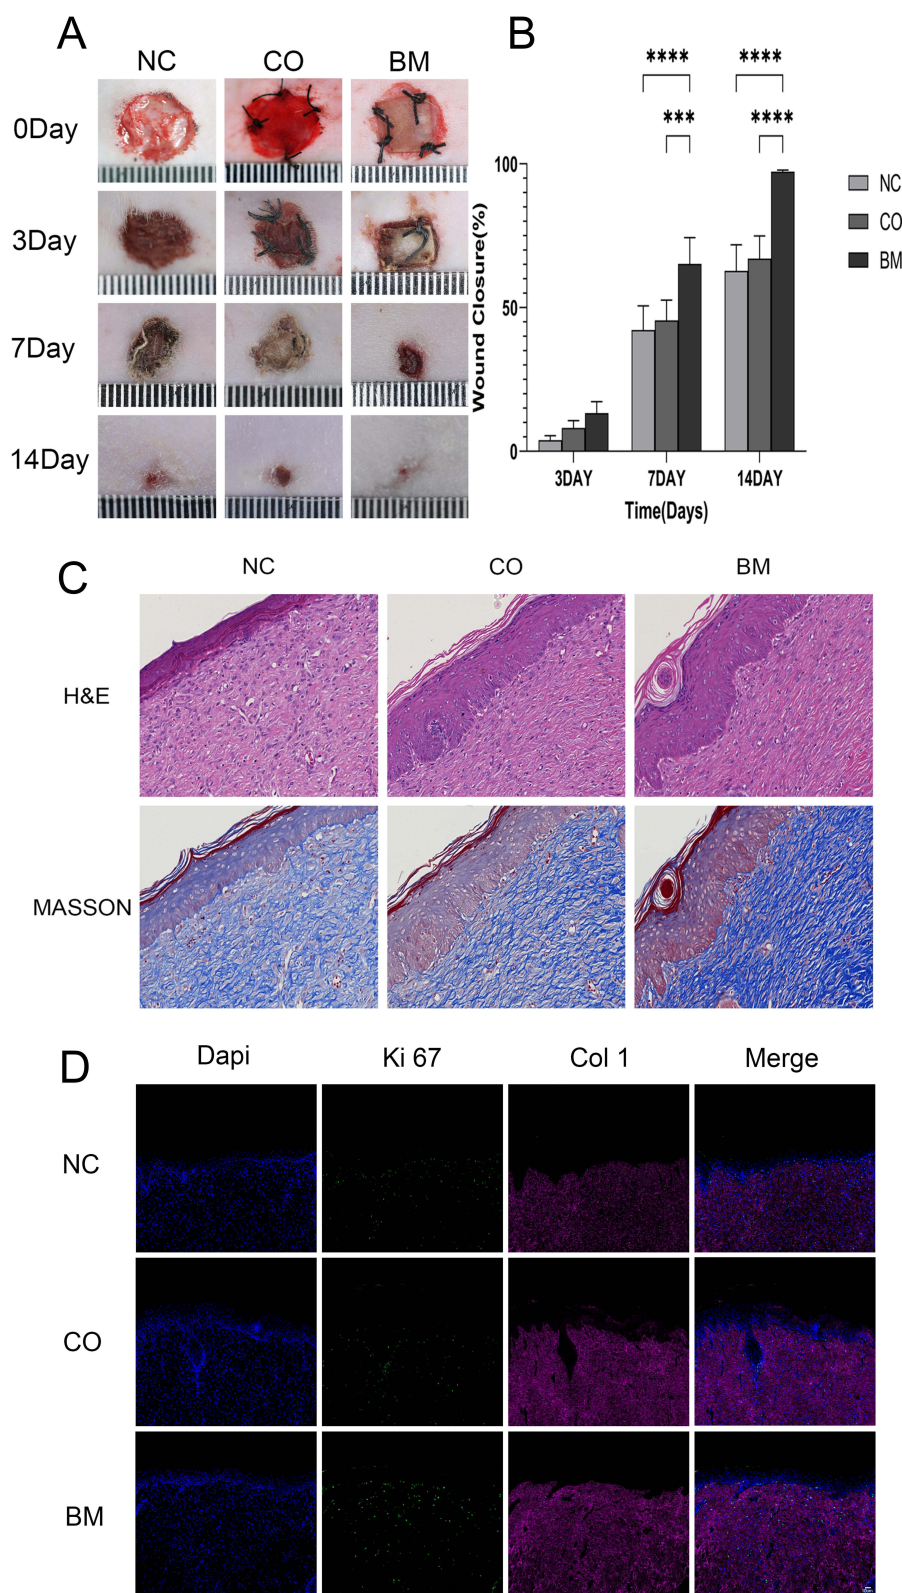 A
NC CO BM
0Day
3Day
7Day
14Day
B
**** ****
*** ****
100
50
0
Wound Closure(%)
3DAY 7DAY 14DAY
Time(Days)
NC
CO
BM
C
NC CO BM
H&E
MASSON
D
Dapi Ki 67 Col 1 Merge
NC
CO
BM